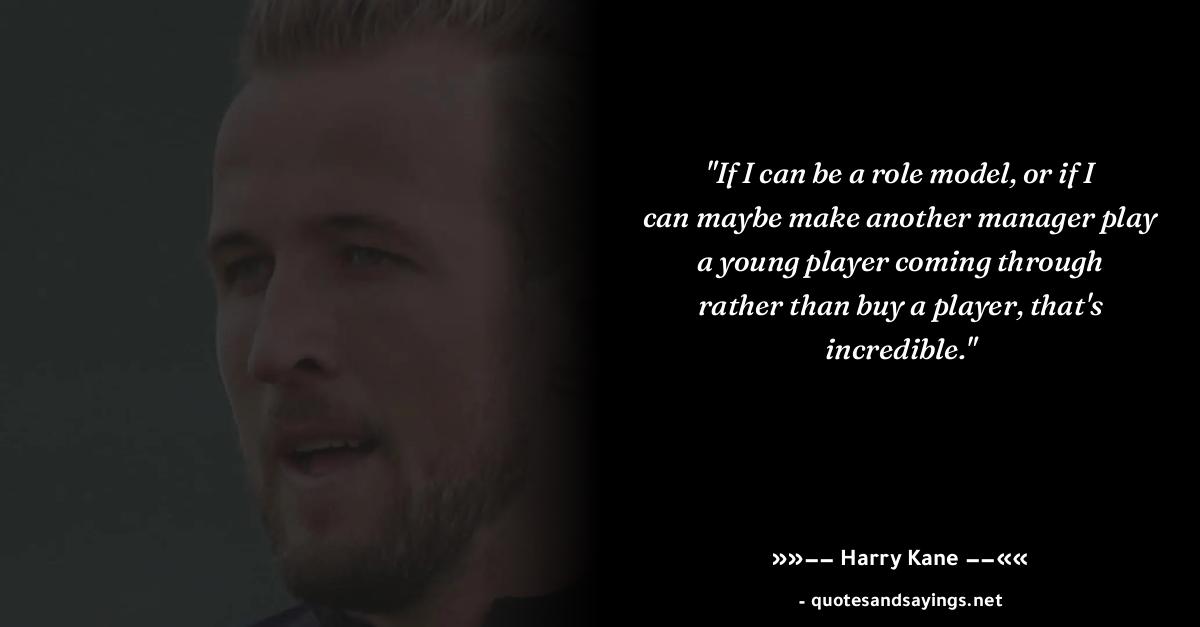 "If I can be a role model, or if I
can maybe make another manager play
a young player coming through
rather than buy a player, that's
incredible."
»»-- Harry Kane --««
- quotesandsayings.net